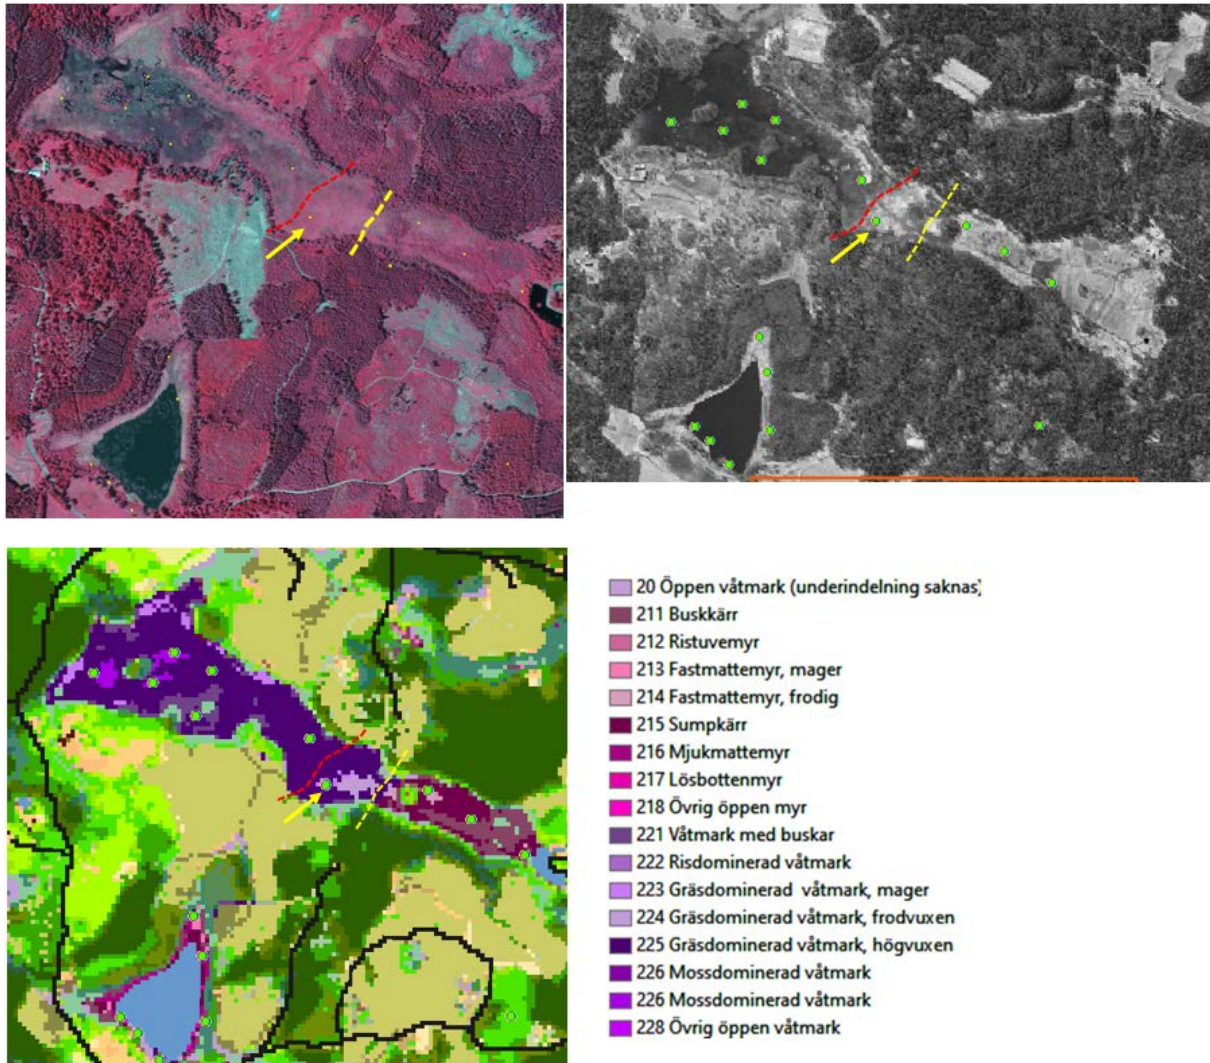 20 Öppen våtmark (underindelning saknas)
211 Buskkärr
212 Ristuvemyr
213 Fastmattemyr, mager
214 Fastmattemyr, frodig
215 Sumpkärr
216 Mjukmattemyr
217 Lösbottenmyr
218 Övrig öppen myr
221 Våtmark med buskar
222 Risdominerad våtmark
223 Gräsdominerad våtmark, mager
224 Gräsdominerad våtmark, frodvuxen
225 Gräsdominerad våtmark, högvuxen
226 Mossdominerad våtmark
226 Mossdominerad våtmark
228 Övrig öppen våtmark